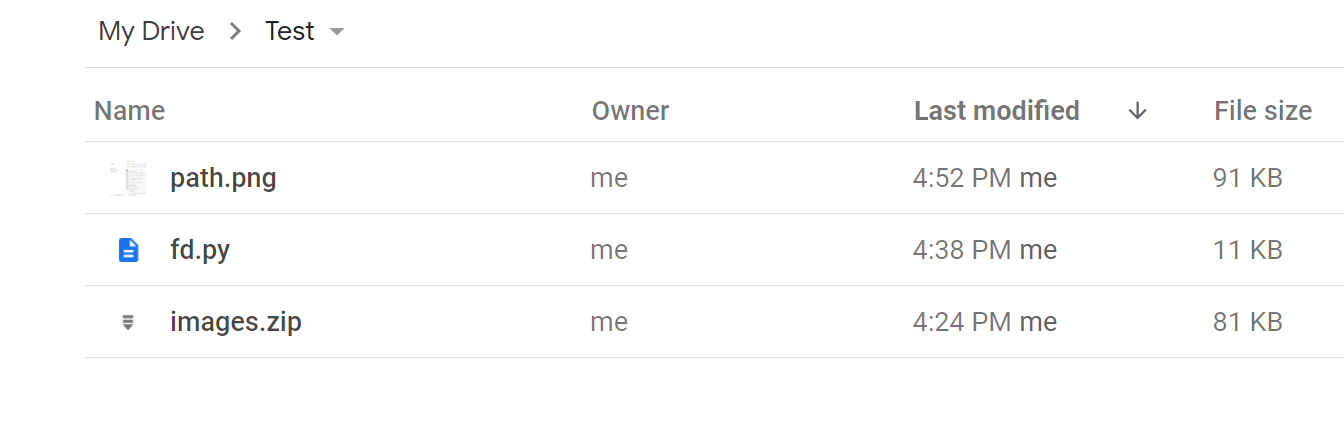 My Drive > Test
Name Owner Last modified File size
path.png me 4:52 PM me 91 KB
fd.py me 4:38 PM me 11 KB
images.zip me 4:24 PM me 81 KB